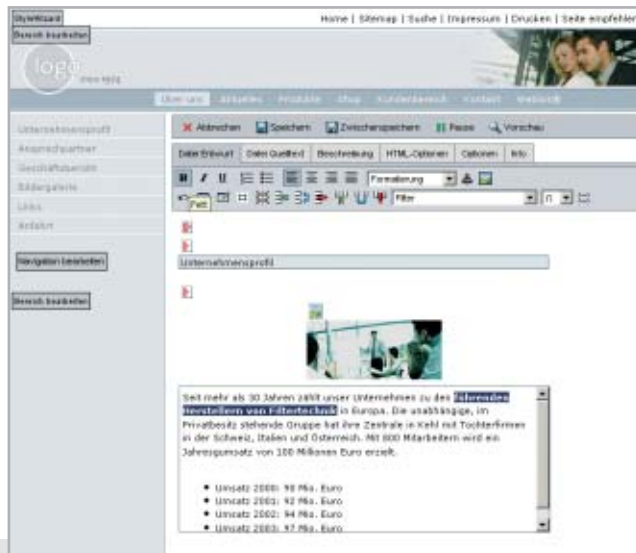 StyleWizard
Home | Sitemap | Suche | Impressum | Drucken | Seite empfehlen
Bereich bearbeiten
logo
Über uns Aktuelles Produkte Shop Kundenbereich Kontakt
Unternehmensprofil
Ansprechpartner
Geschäftsbericht
Bildergalerie
Links
Anfahrt
Navigation bearbeiten
Bereich bearbeiten
Abbrechen Speichern Zwischenspeichern Pause Vorschau
Datei Entwurf Datei Quelltext Beschreibung HTML-Optionen Optionen Info
B I U Formatierung
Fett
Filter
Unternehmensprofil
Seit mehr als 30 Jahren zählt unser Unternehmen zu den führenden
Herstellern von Filtertechnik in Europa. Die unabhängige, im
Privatbesitz stehende Gruppe hat ihre Zentrale in Kehl mit Tochterfirmen
in der Schweiz, Italien und Österreich. Mit 800 Mitarbeitern wird ein
Jahresgumsatz von 100 Millionen Euro erzielt.
• Umsatz 2000: 90 Mio. Euro
• Umsatz 2001: 92 Mio. Euro
• Umsatz 2002: 94 Mio. Euro
• Umsatz 2003: 97 Mio. Euro